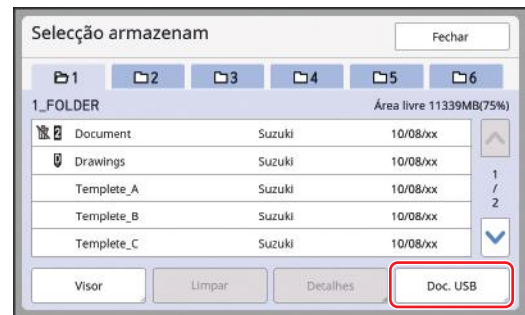 Selecção armazenam
Fechar
1 2 3 4 5 6
1_FOLDER Área livre 11339MB(75%)
2 Document Suzuki 10/08/xx
Drawings Suzuki 10/08/xx
Templete_A Suzuki 10/08/xx
Templete_B Suzuki 10/08/xx
Templete_C Suzuki 10/08/xx
1
/
2
Visor Limpar Detalhes Doc. USB